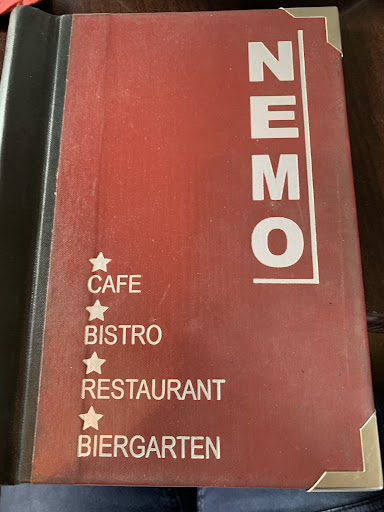 NEMO
CAFE
BISTRO
RESTAURANT
BIERGARTEN